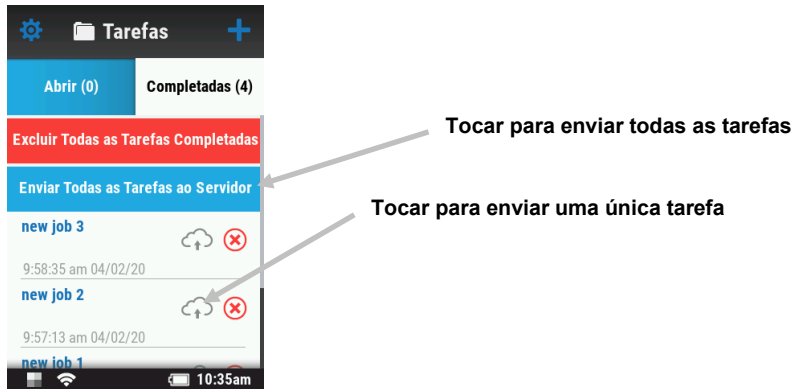 Tarefas
Abrir (0)
Completadas (4)
Excluir Todas as Tarefas Completadas
Tocar para enviar todas as tarefas
Enviar Todas as Tarefas ao Servidor
Tocar para enviar uma única tarefa
new job 3
9:58:35 am 04/02/20
new job 2
9:57:13 am 04/02/20
new job 1
10:35am